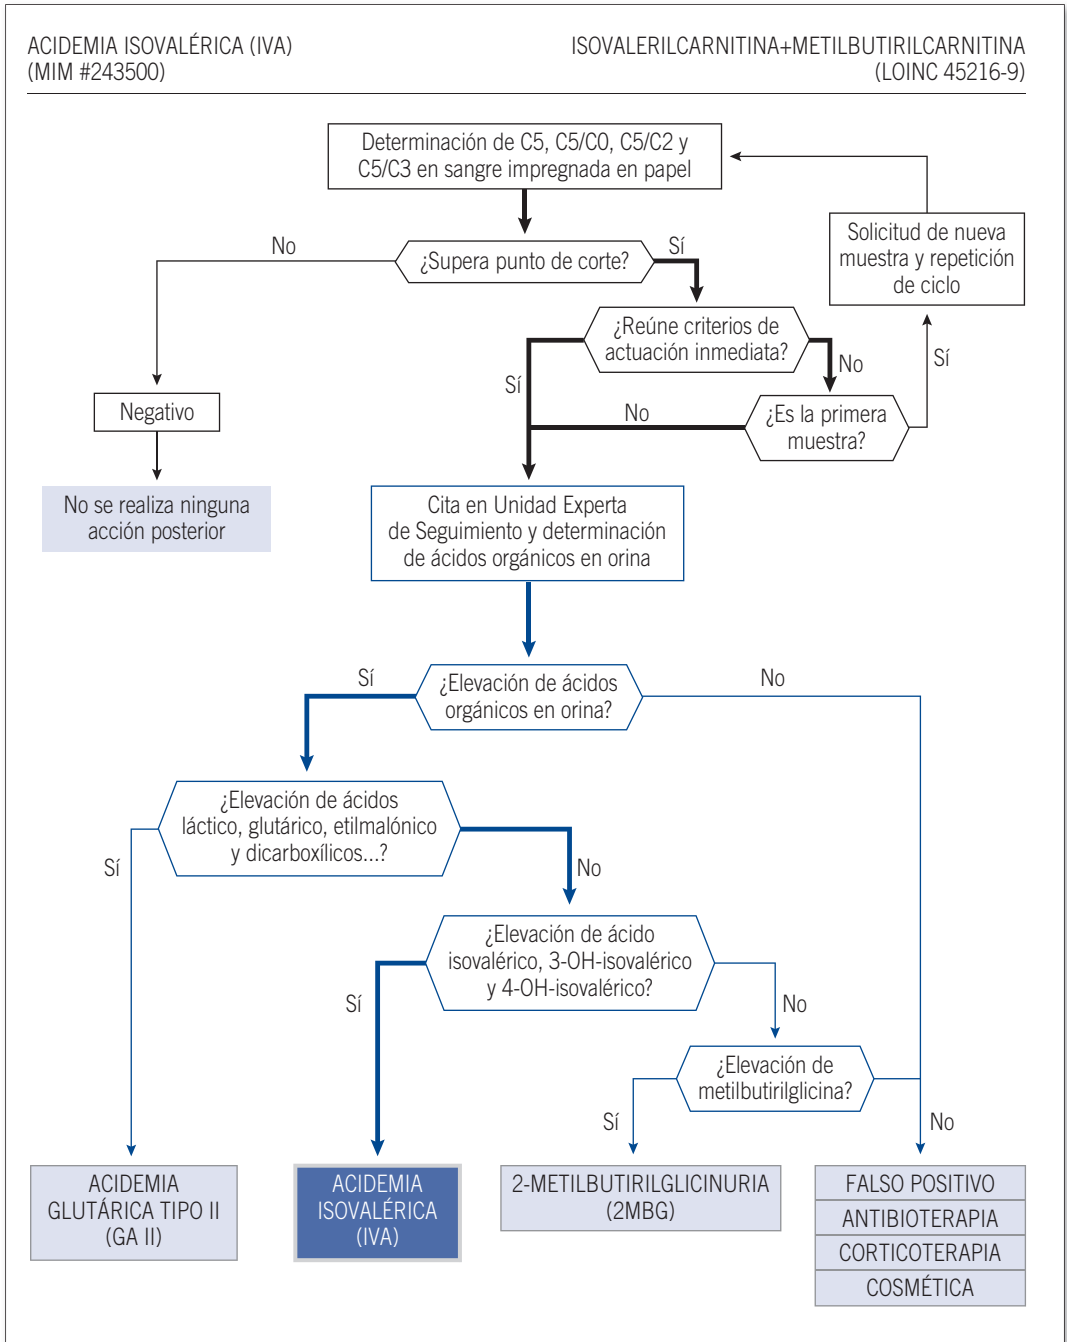 ACIDEMIA ISOVALÉRICA (IVA)
(MIM #243500)
ISOVALERILCARNITINA+METILBUTIRILCARNITINA
(LOINC 45216-9)
Determinación de C5, C5/C0, C5/C2 y
C5/C3 en sangre impregnada en papel
Solicitud de nueva
muestra y repetición
de ciclo
No
¿Supera punto de corte?
Sí
¿Reúne criterios de
actuación inmediata?
Sí
No
Sí
Negativo
No
¿Es la primera
muestra?
No se realiza ninguna
acción posterior
Cita en Unidad Experta
de Seguimiento y determinación
de ácidos orgánicos en orina
Sí
¿Elevación de ácidos
orgánicos en orina?
No
¿Elevación de ácidos
láctico, glutárico, etilmalónico
y dicarboxílicos...?
Sí
No
¿Elevación de ácido
isovalérico, 3-OH-isovalérico
y 4-OH-isovalérico?
Sí
No
¿Elevación de
metilbutirilglicina?
Sí
No
ACIDEMIA
GLUTÁRICA TIPO II
(GA II)
ACIDEMIA
ISOVALÉRICA
(IVA)
2-METILBUTIRILGLICINURIA
(2MBG)
FALSO POSITIVO
ANTIBIOTERAPIA
CORTICOTERAPIA
COSMÉTICA